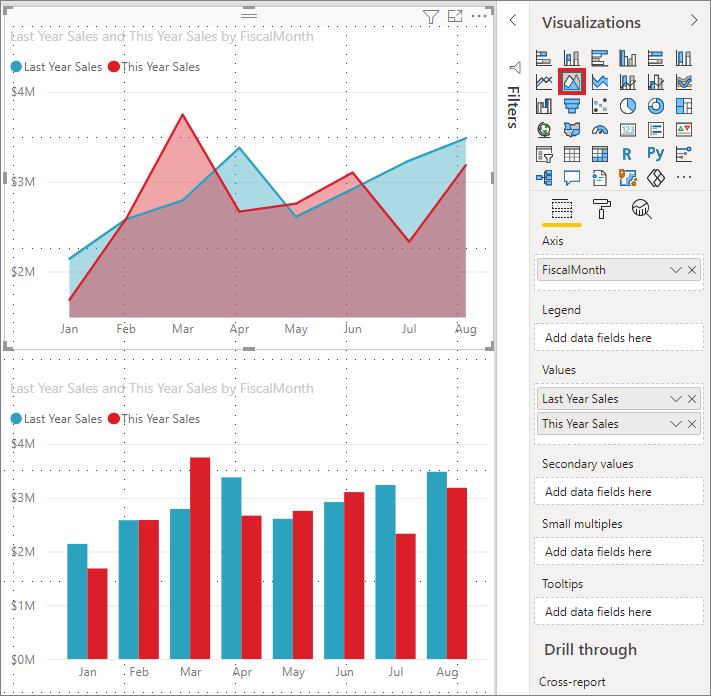 Last Year Sales and This Year Sales by FiscalMonth
Last Year Sales This Year Sales
$4M
$3M
$2M
Jan Feb Mar Apr May Jun Jul Aug
Last Year Sales and This Year Sales by FiscalMonth
Last Year Sales This Year Sales
$4M
$3M
$2M
$1M
$0M
Jan Feb Mar Apr May Jun Jul Aug
Filters
Visualizations
123
R Py
Axis
FiscalMonth
Legend
Add data fields here
Values
Last Year Sales
This Year Sales
Secondary values
Add data fields here
Small multiples
Add data fields here
Tooltips
Add data fields here
Drill through
Cross-report